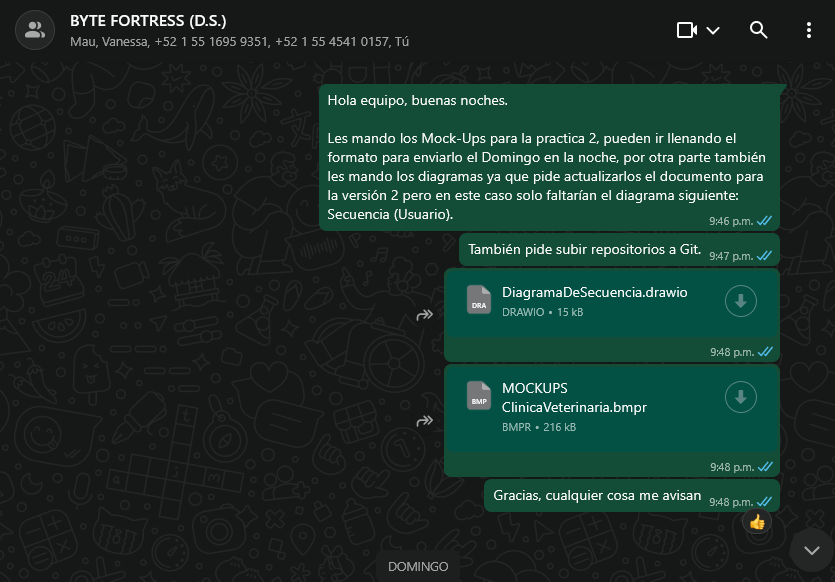 BYTE FORTRESS (D.S.)
Mau, Vanessa, +52 1 55 1695 9351, +52 1 55 4541 0157, Tú
Hola equipo, buenas noches.
Les mando los Mock-Ups para la practica 2, pueden ir llenando el
formato para enviarlo el Domingo en la noche, por otra parte también
les mando los diagramas ya que pide actualizarlos el documento para
la versión 2 pero en este caso solo faltarían el diagrama siguiente:
Secuencia (Usuario).
9:46 p.m.
También pide subir repositorios a Git.
9:47 p.m.
DRA
DiagramaDeSecuencia.drawio
DRAWIO • 15 kB
9:48 p.m.
BMP
MOCKUPS
ClinicaVeterinaria.bmpr
BMPR • 216 kB
9:48 p.m.
Gracias, cualquier cosa me avisan
9:48 p.m.
DOMINGO